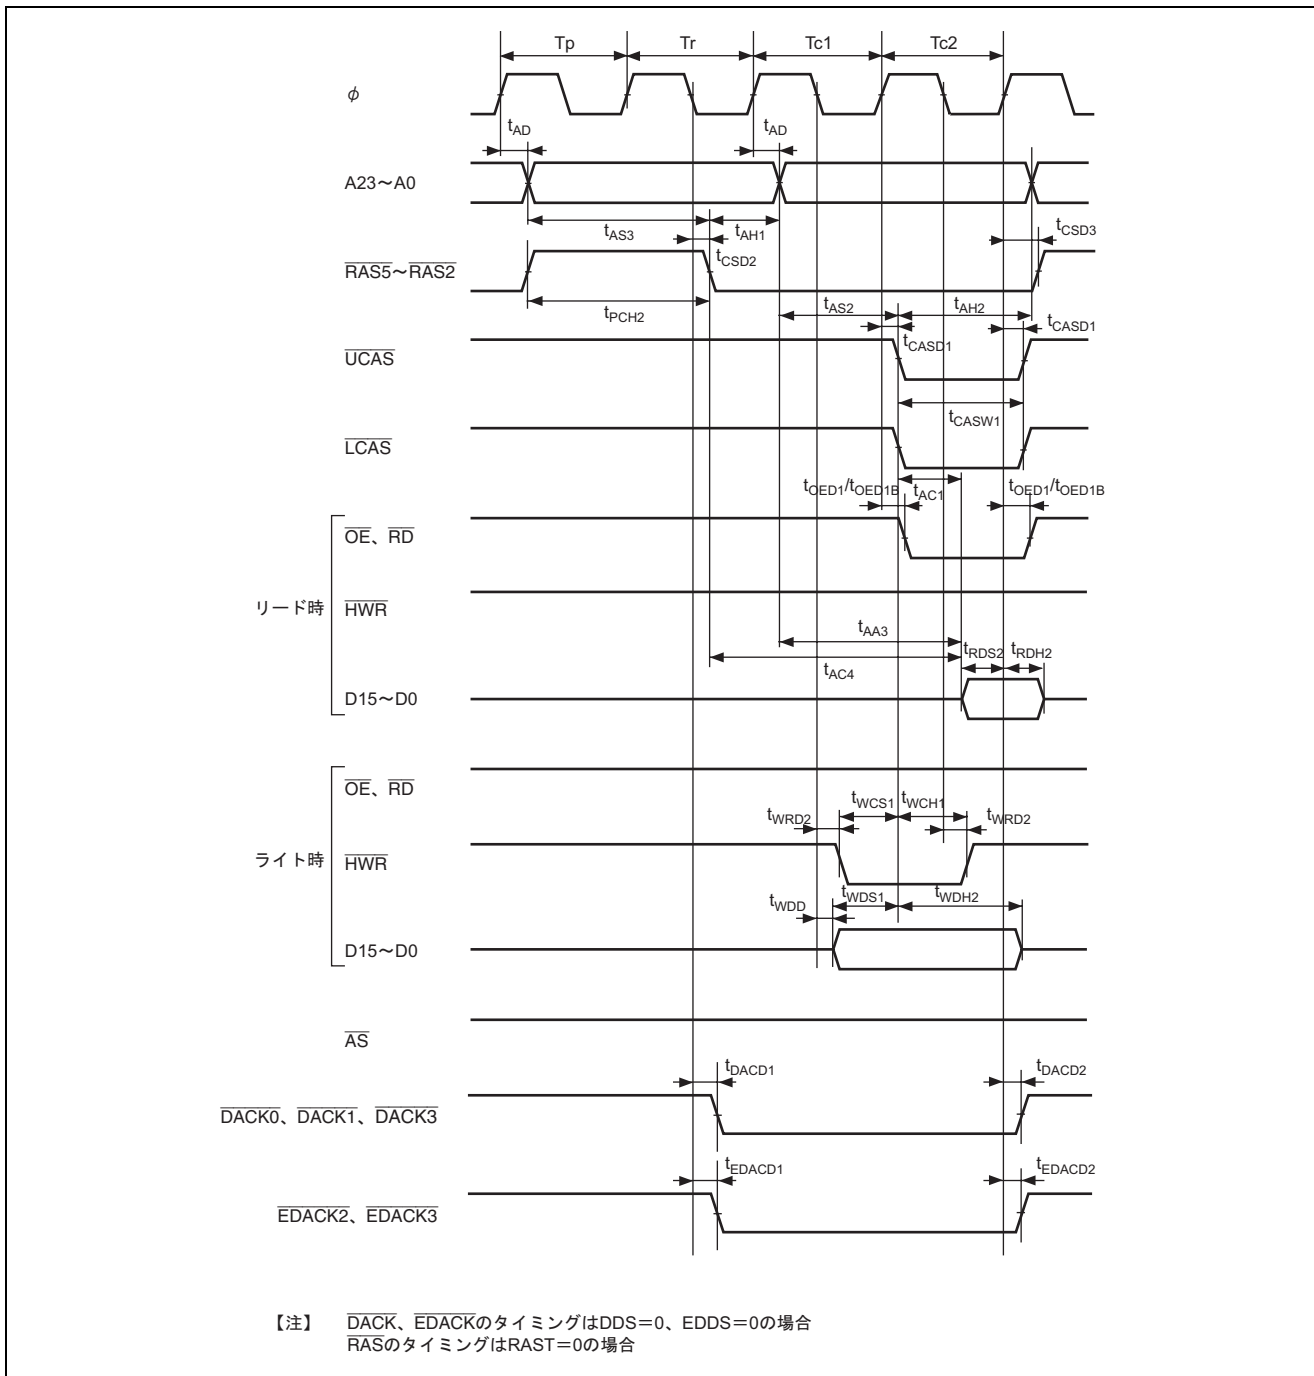 Tp Tr Tc1 Tc2
φ
tAD tAD
A23～A0
tAS3 tAH1 tCSD3
tCSD2
RAS5～RAS2
tPCH2 tAS2 tAH2
tCASD1 tCASD1
UCAS
tCASW1
LCAS
tOED1/tOED1B tAC1 tOED1/tOED1B
OE、RD
リード時 HWR
tAA3
tRDS2 tRDH2
tAC4
D15～D0
OE、RD
tWCS1 tWCH1
tWRD2 tWRD2
ライト時 HWR
tWDS1 tWDH2
tWDD
D15～D0
AS
tDACD1 tDACD2
DACK0、DACK1、DACK3
tEDACD1 tEDACD2
EDACK2、EDACK3
【注】 DACK、EDACKのタイミングはDDS＝0、EDDS＝0の場合
RASのタイミングはRAST＝0の場合